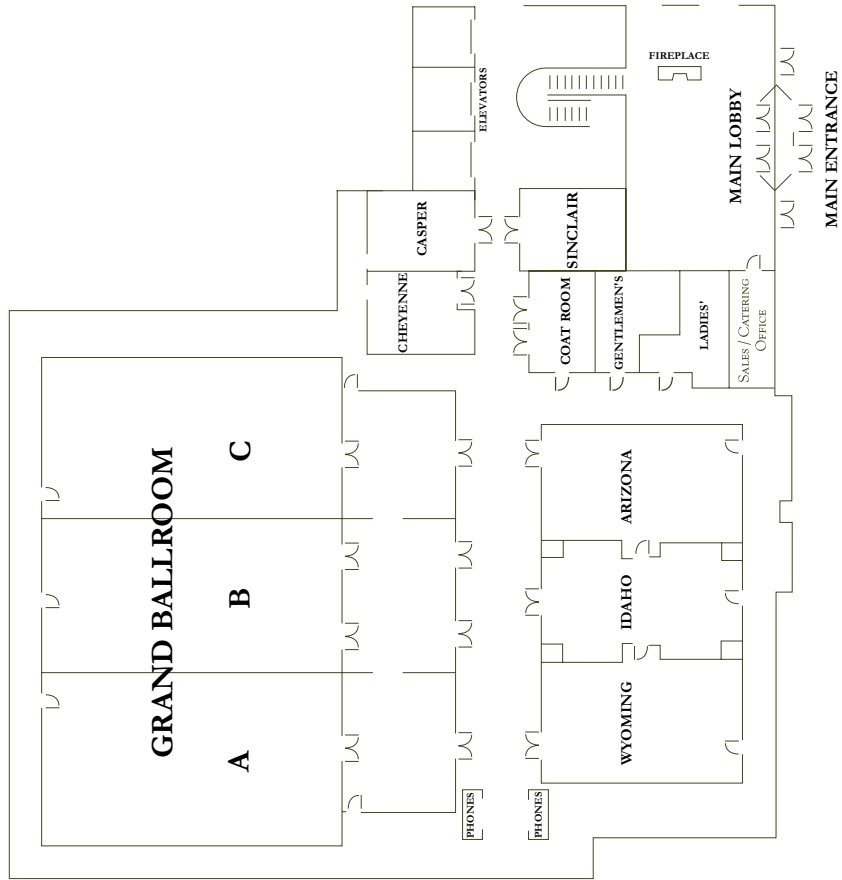 FIREPLACE
ELEVATORS
MAIN LOBBY
MAIN ENTRANCE
CASPER
SINCLAIR
CHEYENNE
COAT ROOM
GENTLEMEN'S
LADIES'
SALES / CATERING
OFFICE
GRAND BALLROOM
C
B
A
ARIZONA
IDAHO
WYOMING
PHONES
PHONES